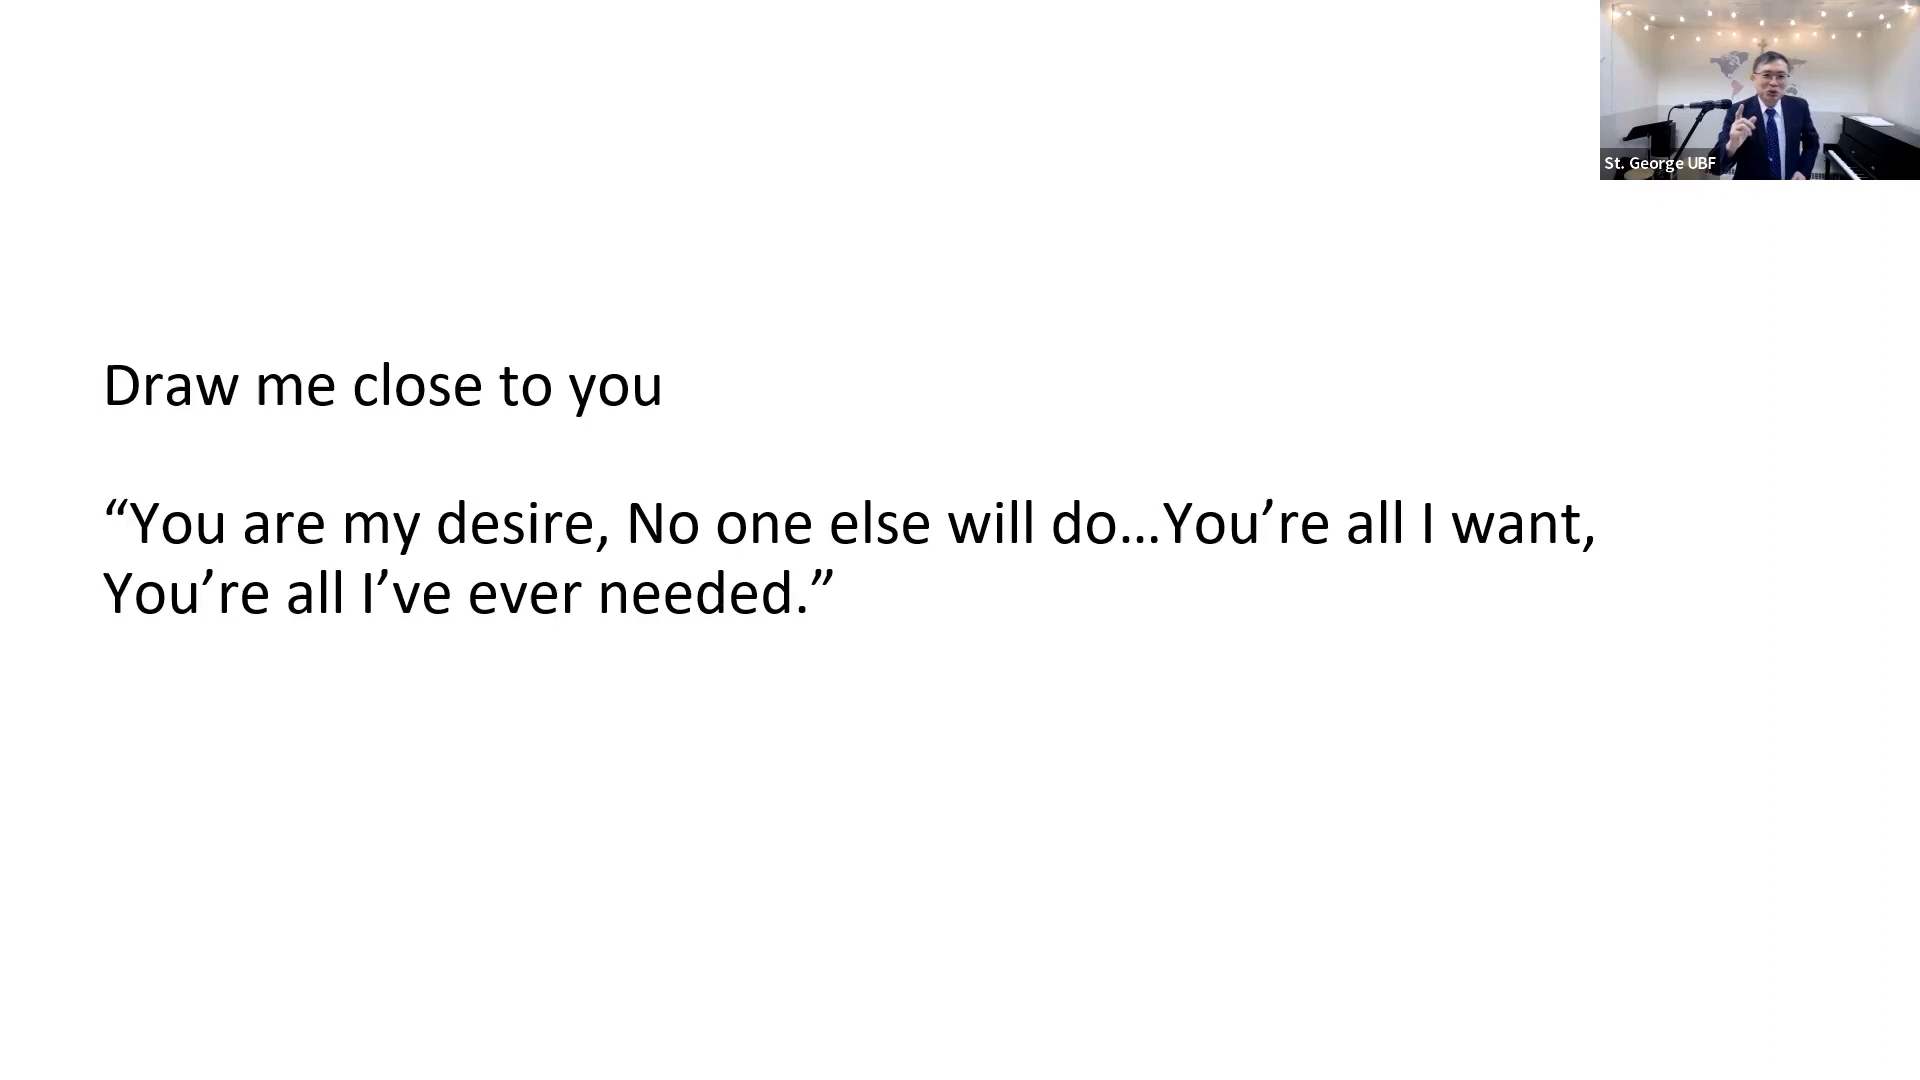 St. George UBF
Draw me close to you
“You are my desire, No one else will do…You’re all I want,
You’re all I’ve ever needed.”